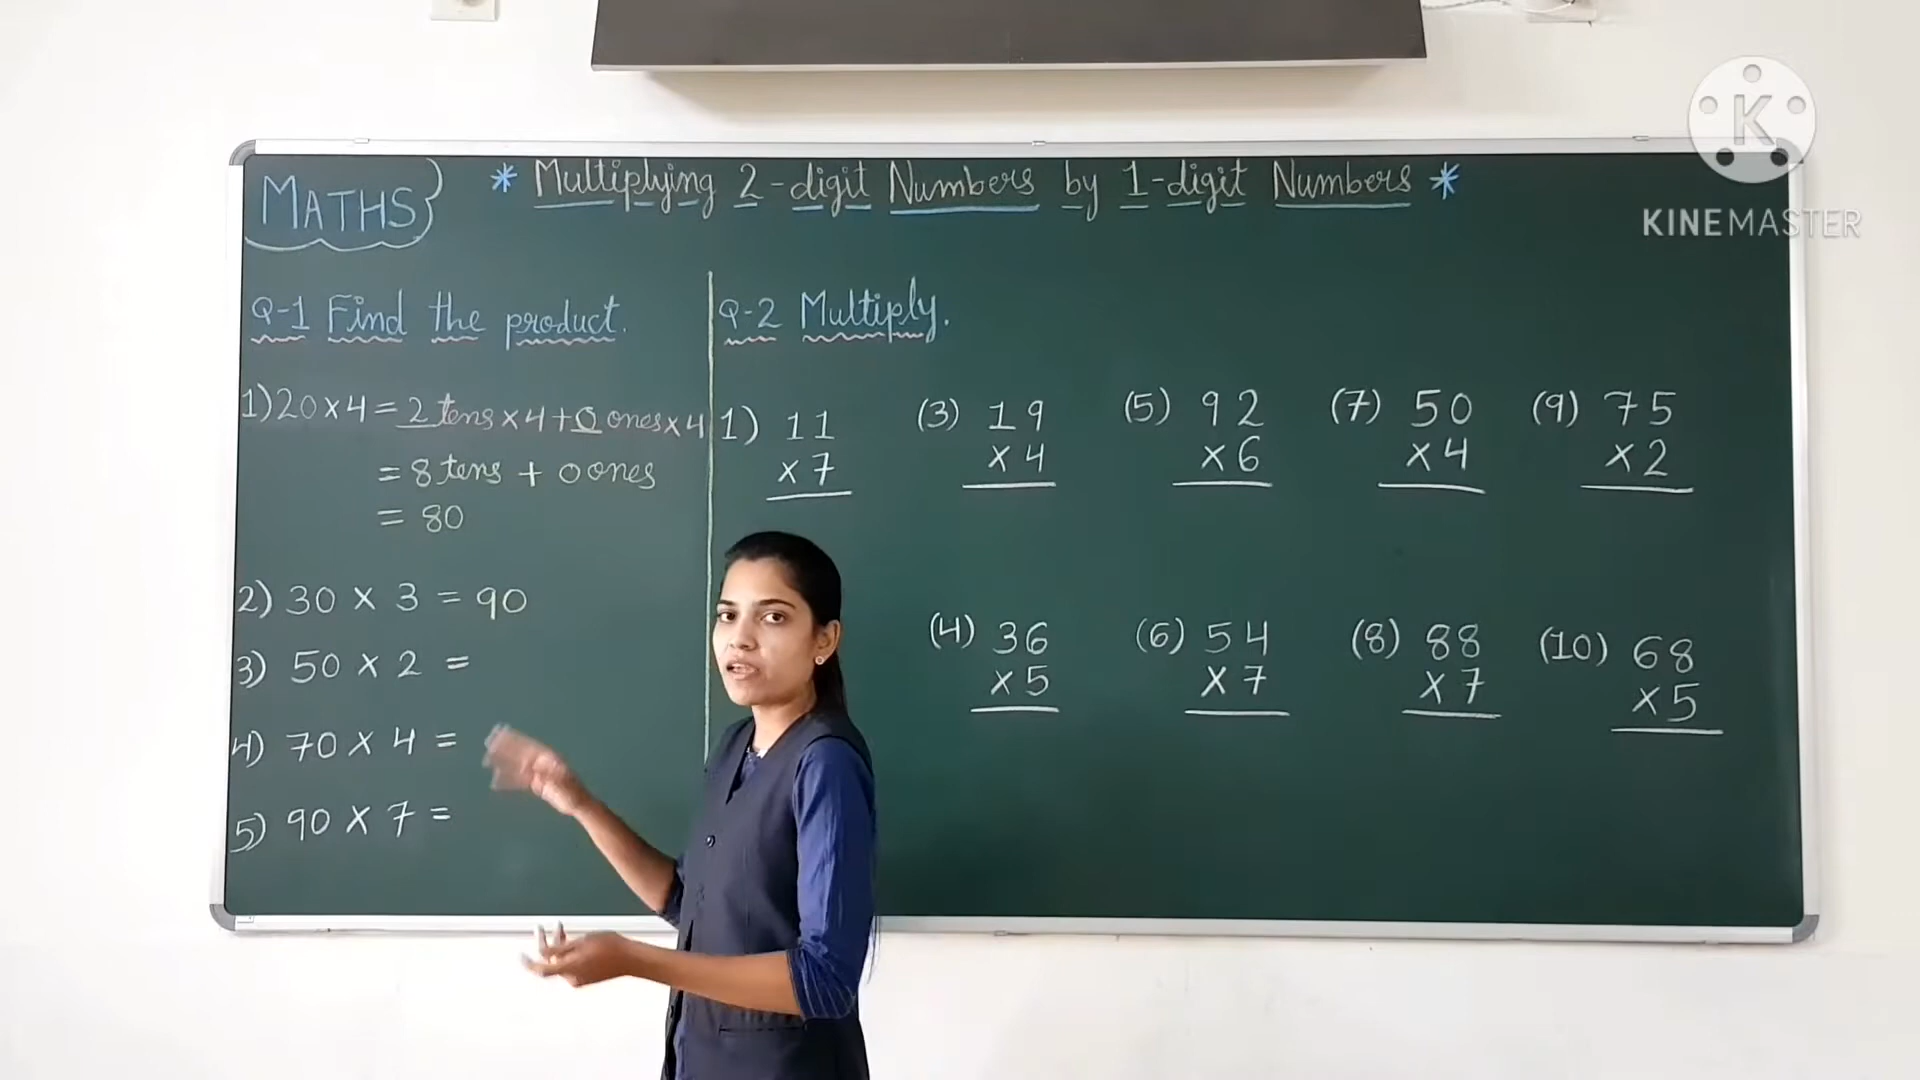 MATHS
* Multiplying 2-digit Numbers by 1-digit Numbers *
Q-1 Find the product.
1) 20 x 4 = 2 tens x 4 + 0 ones x 4
= 8 tens + 0 ones
= 80
2) 30 x 3 = 90
3) 50 x 2 =
4) 70 x 4 =
5) 90 x 7 =
Q-2 Multiply.
1) 11
x 7
(3) 19
x 4
(5) 92
x 6
(7) 50
x 4
(9) 75
x 2
(4) 36
x 5
(6) 54
x 7
(8) 88
x 7
(10) 68
x 5
K
KINEMASTER